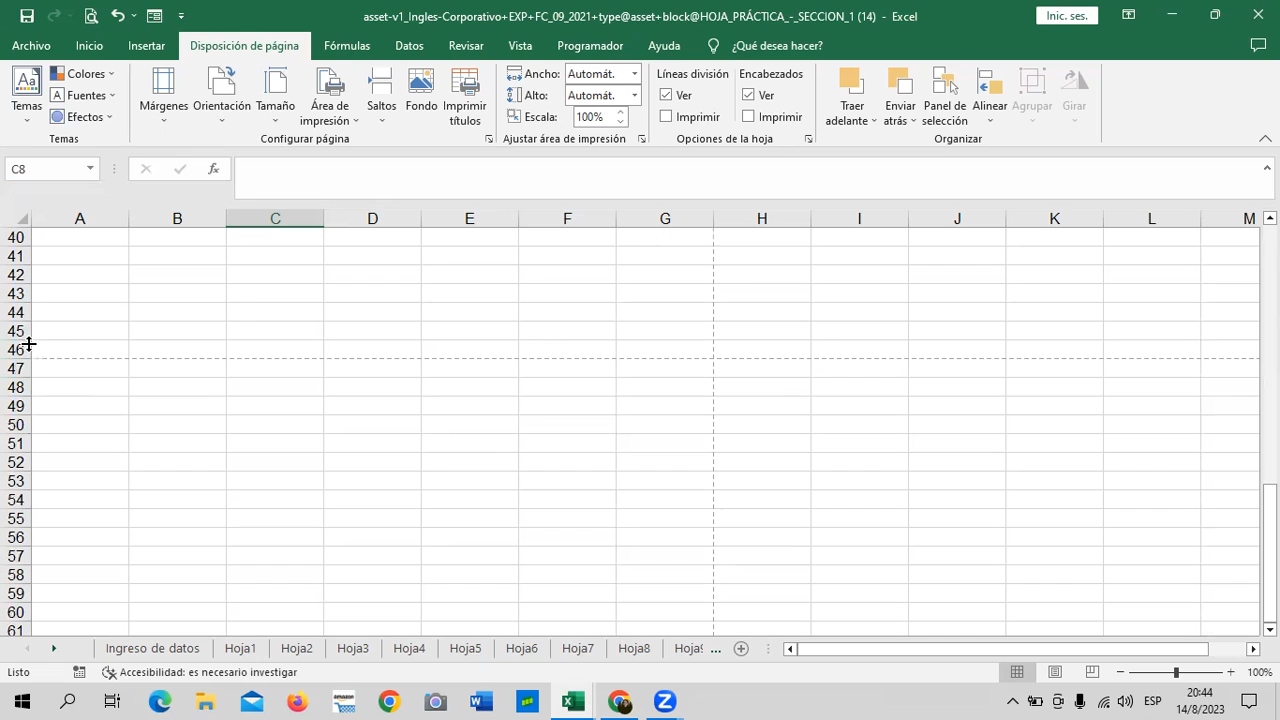 asset-v1_Ingles-Corporativo+EXP+FC_09_2021+type@asset+block@HOJA_PRÁCTICA_-_SECCION_1 (14) - Excel
Inic. ses.
Archivo Inicio Insertar Disposición de página Fórmulas Datos Revisar Vista Programador Ayuda ¿Qué desea hacer?
Aa Temas
Colores
Fuentes
Efectos
Temas
Márgenes Orientación Tamaño Área de impresión Saltos Fondo Imprimir títulos
Configurar página
Ancho: Automát.
Alto: Automát.
Escala: 100%
Ajustar área de impresión
Líneas división Encabezados
Ver Ver
Imprimir Imprimir
Opciones de la hoja
Traer adelante Enviar atrás Panel de selección Alinear Agrupar Girar
Organizar
C8 fx
A B C D E F G H I J K L M
40
41
42
43
44
45
46
47
48
49
50
51
52
53
54
55
56
57
58
59
60
61
Ingreso de datos Hoja1 Hoja2 Hoja3 Hoja4 Hoja5 Hoja6 Hoja7 Hoja8 Hoja9 ...
Listo Accesibilidad: es necesario investigar 100%
amazon
ESP
20:44
14/8/2023